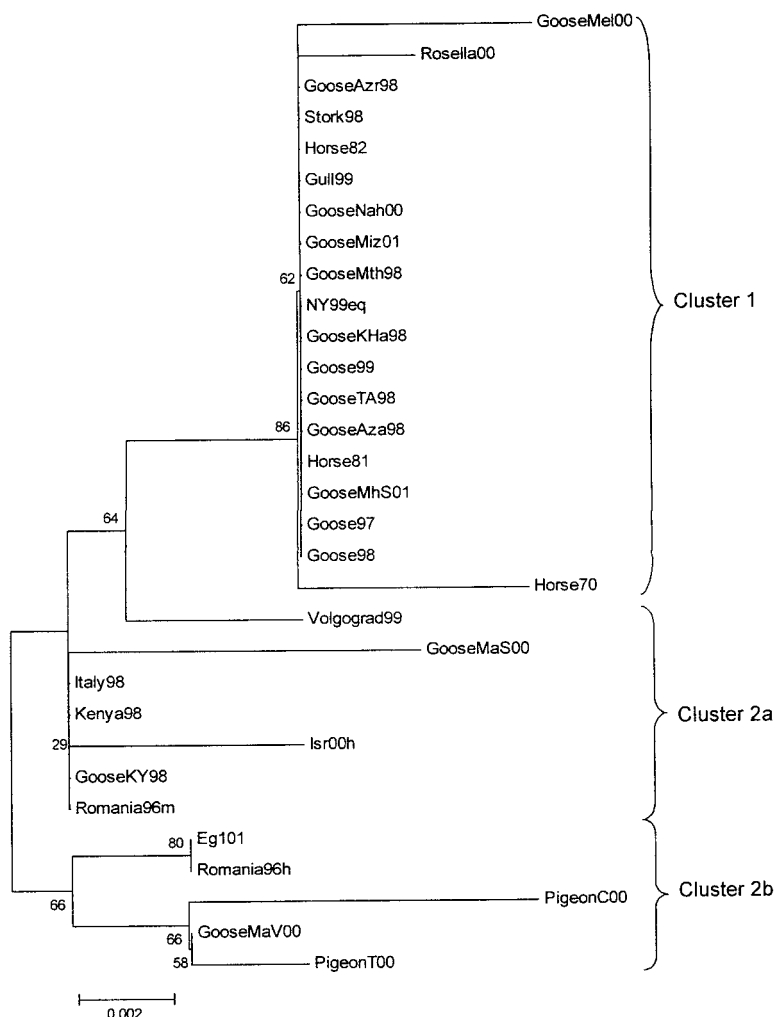 GooseMel00
Rosella00
GooseAzr98
Stork98
Horse82
Gull99
GooseNah00
GooseMiz01
GooseMth98
62
NY99eq
Cluster 1
GooseKHa98
Goose99
GooseTA98
GooseAza98
86
Horse81
GooseMhS01
Goose97
64
Goose98
Horse70
Volgograd99
GooseMaS00
Italy98
Kenya98
Cluster 2a
29
Isr00h
GooseKY98
Romania96m
80
Eg101
Romania96h
Cluster 2b
PigeonC00
66
GooseMaV00
66
58
PigeonT00
0.002